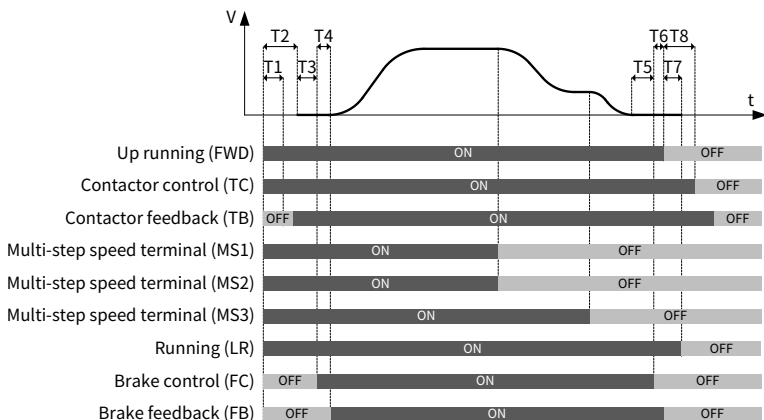 V
T2 T4 T6 T8
T1 T3 T5 T7
t
Up running (FWD) ON OFF
Contactor control (TC) ON OFF
Contactor feedback (TB) OFF ON OFF
Multi-step speed terminal (MS1) ON OFF
Multi-step speed terminal (MS2) ON OFF
Multi-step speed terminal (MS3) ON OFF
Running (LR) ON OFF
Brake control (FC) OFF ON OFF
Brake feedback (FB) OFF ON OFF